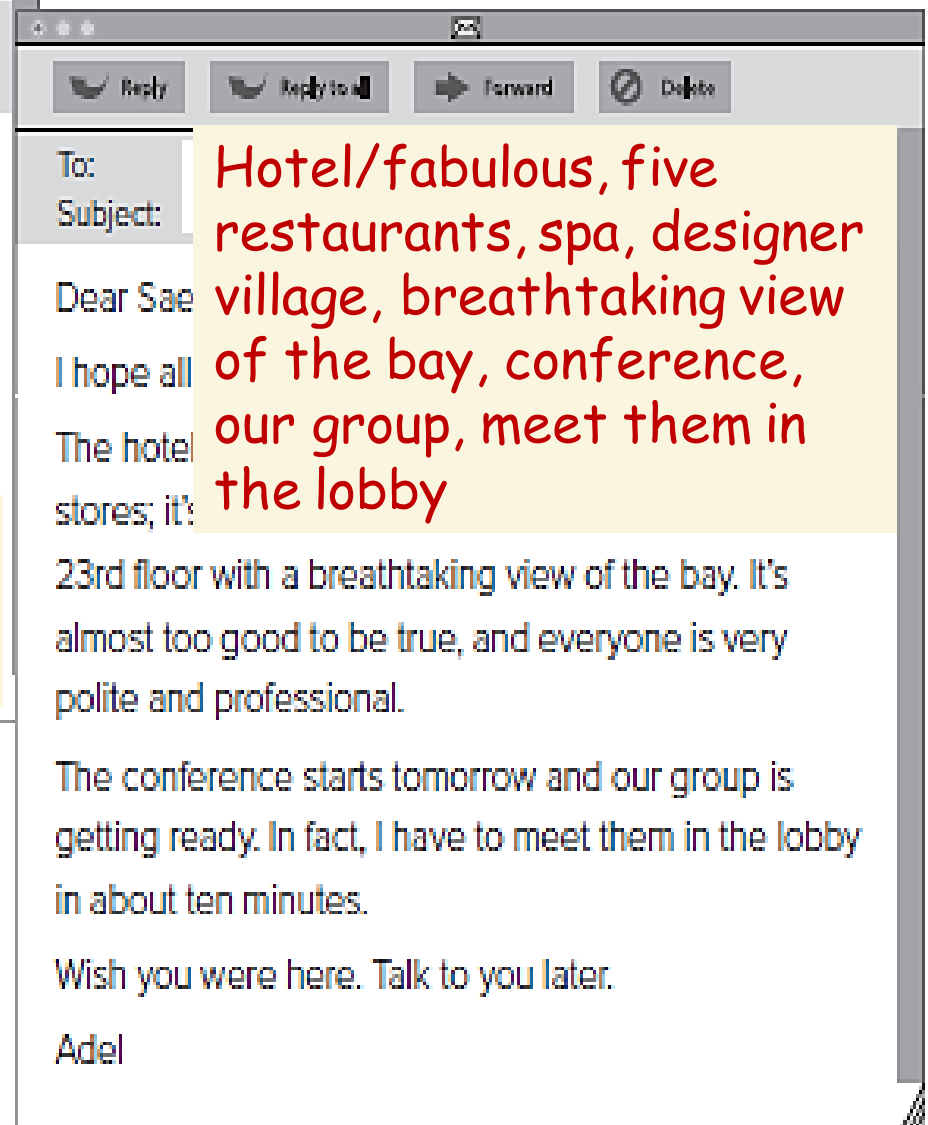 Reply Reply to all Forward Delete
To:
Subject:
Hotel/fabulous, five
restaurants, spa, designer
village, breathtaking view
of the bay, conference,
our group, meet them in
the lobby
Dear Sae
I hope all
The hotel
stores; it's
23rd floor with a breathtaking view of the bay. It's
almost too good to be true, and everyone is very
polite and professional.
The conference starts tomorrow and our group is
getting ready. In fact, I have to meet them in the lobby
in about ten minutes.
Wish you were here. Talk to you later.
Adel